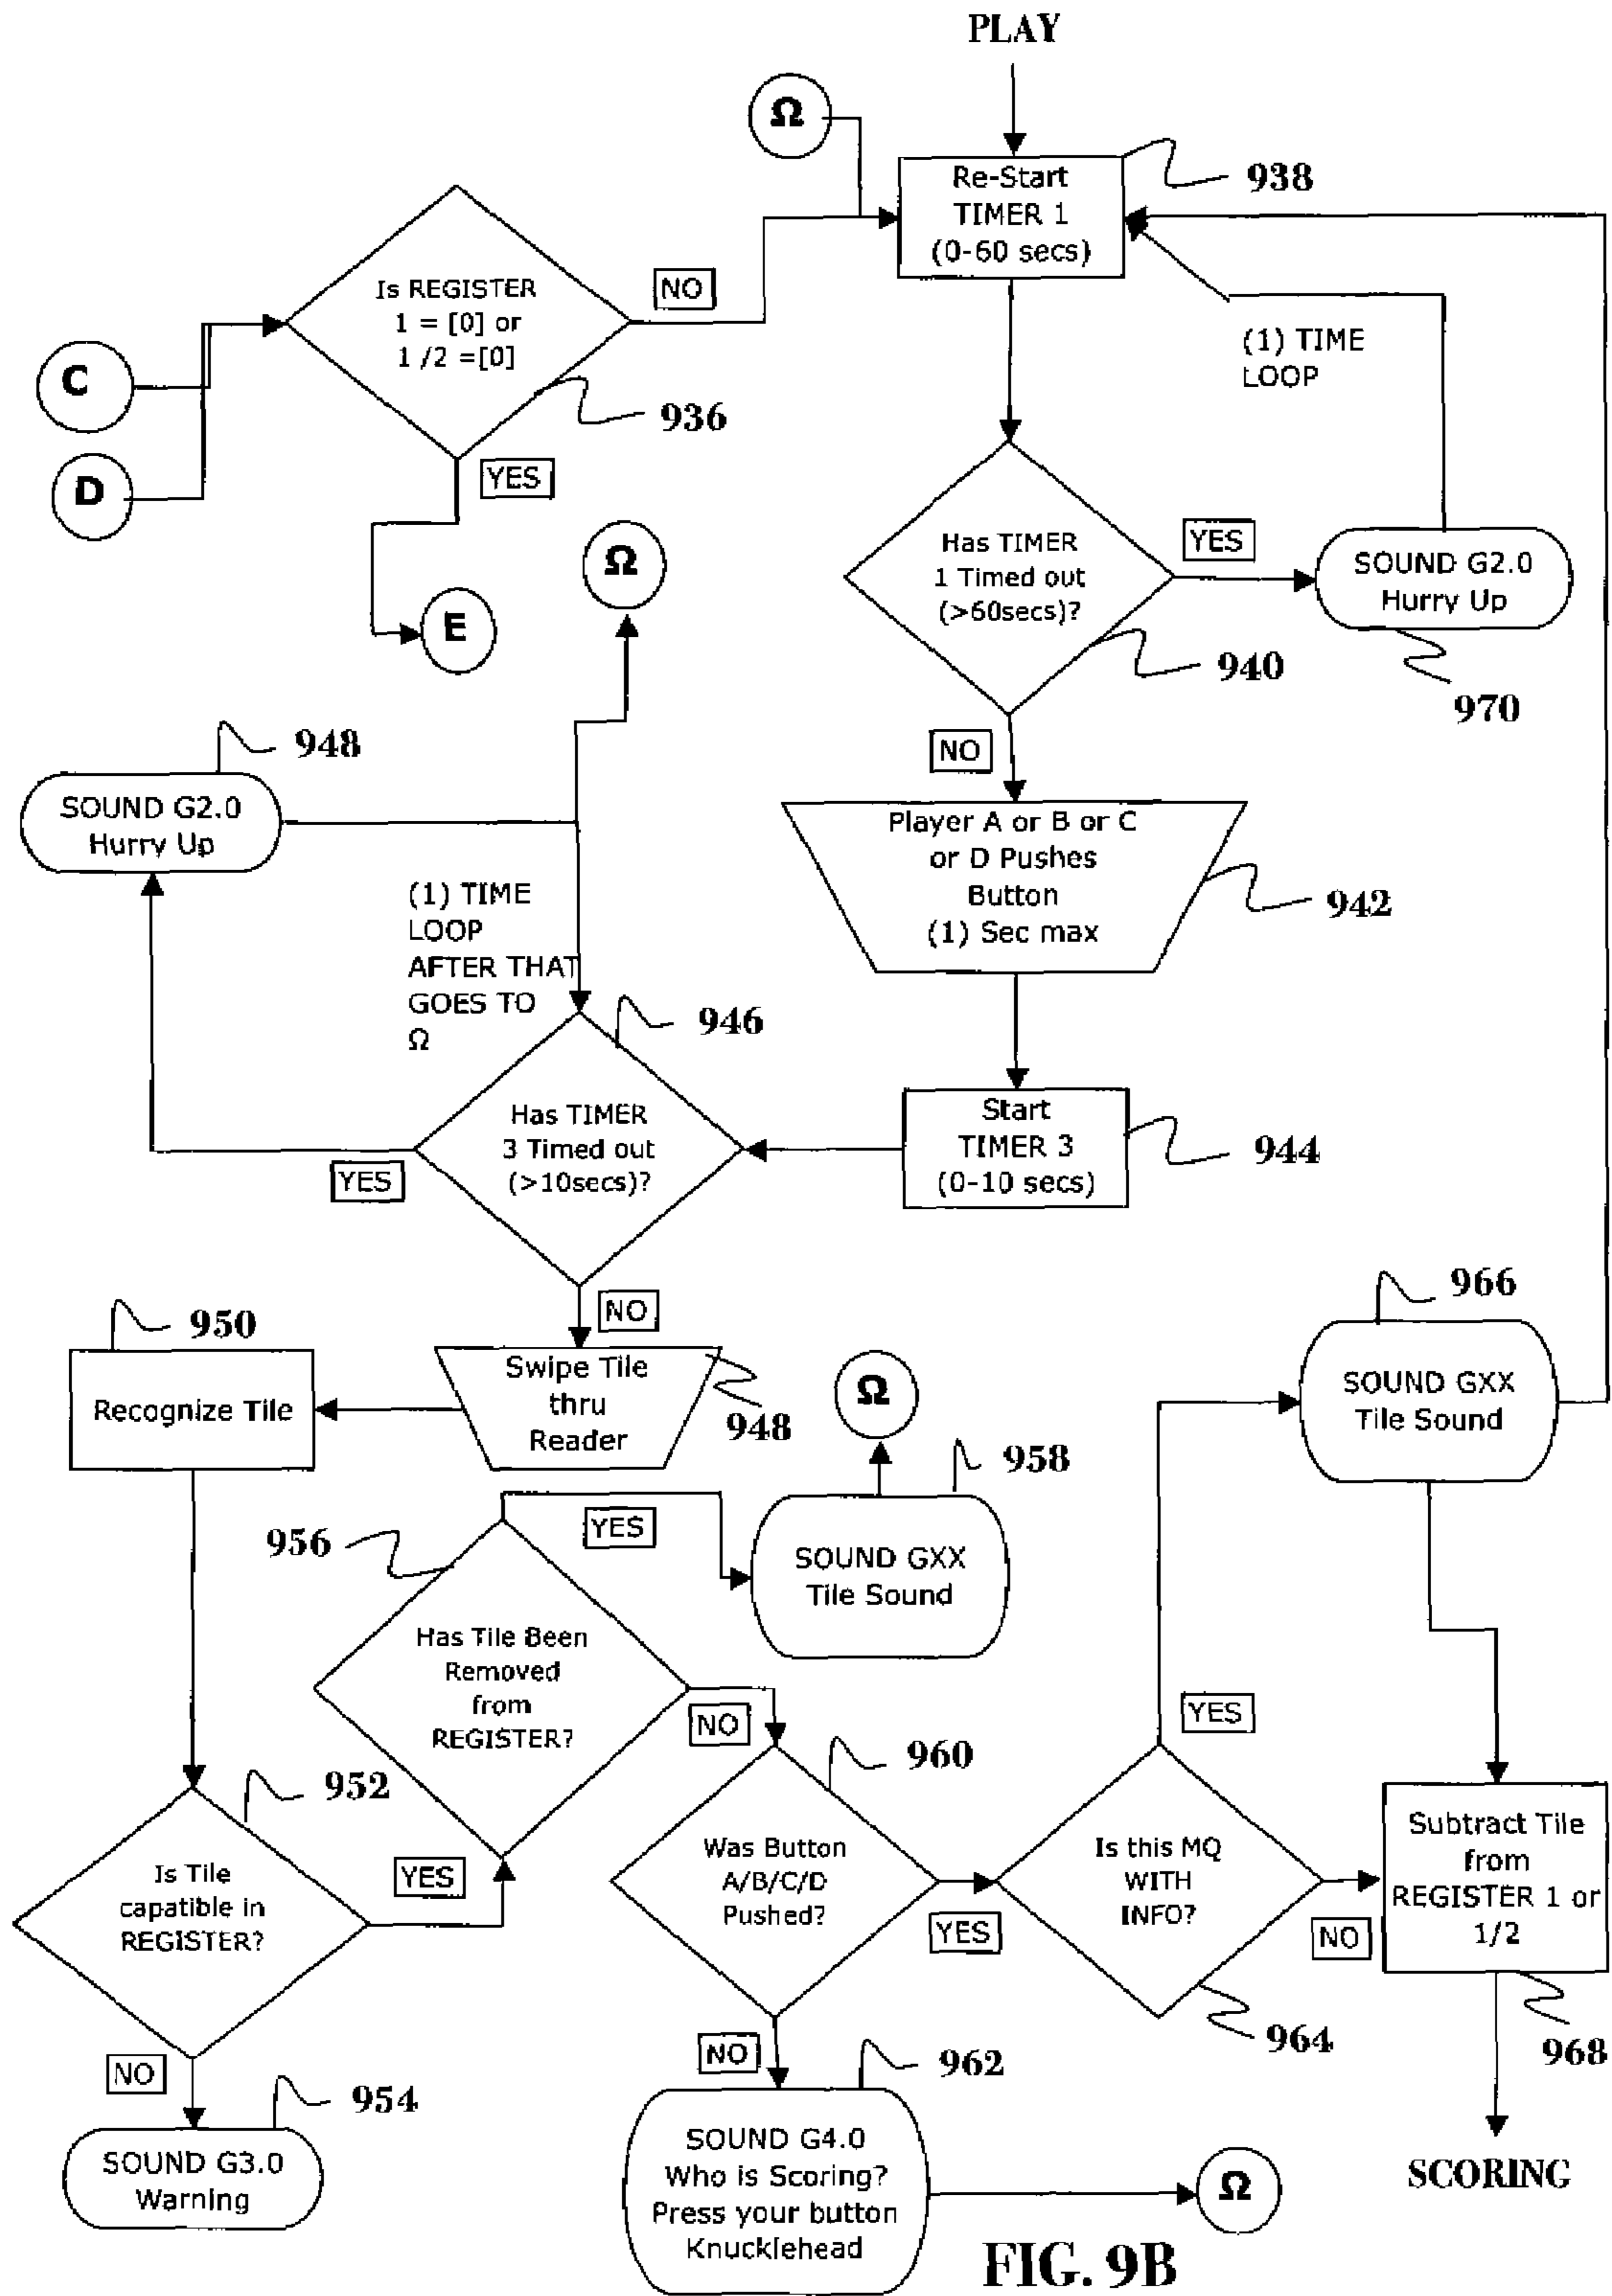 PLAY
Ω
Re-Start
TIMER 1
(0-60 secs)
938
Is REGISTER
1 = [0] or
1 /2 =[0]
NO
936
C
D
YES
E
(1) TIME
LOOP
Has TIMER
1 Timed out
(>60secs)?
YES
940
SOUND G2.0
Hurry Up
970
NO
Ω
948
SOUND G2.0
Hurry Up
(1) TIME
LOOP
AFTER THAT
GOES TO
Ω
Player A or B or C
or D Pushes
Button
(1) Sec max
942
946
Has TIMER
3 Timed out
(>10secs)?
YES
Start
TIMER 3
(0-10 secs)
944
NO
950
Recognize Tile
Swipe Tile
thru
Reader
948
Ω
958
966
SOUND GXX
Tile Sound
956
YES
SOUND GXX
Tile Sound
Has Tile Been
Removed
from
REGISTER?
NO
960
YES
952
Is Tile
capatible in
REGISTER?
YES
Was Button
A/B/C/D
Pushed?
YES
Is this MQ
WITH
INFO?
NO
964
Subtract Tile
from
REGISTER 1 or
1/2
968
NO
954
SOUND G3.0
Warning
NO
962
SOUND G4.0
Who is Scoring?
Press your button
Knucklehead
Ω
SCORING
FIG. 9B